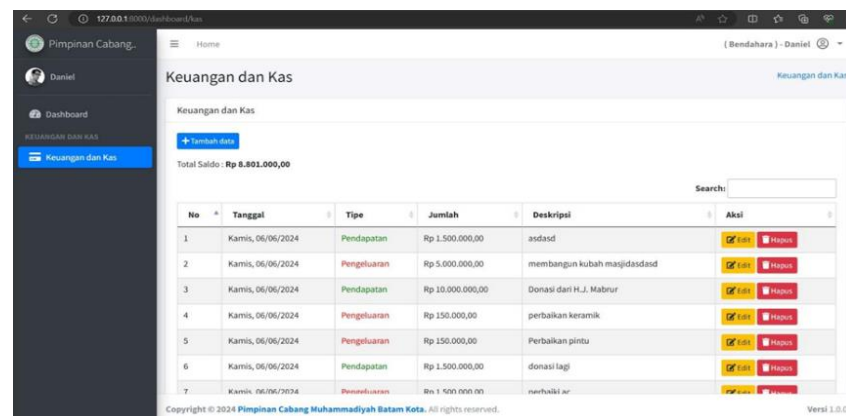 127.0.0.1:8000/dashboard/kas
Pimpinan Cabang..
Home
( Bendahara ) - Daniel
Daniel
Keuangan dan Kas
Keuangan dan Kas
Dashboard
KEUANGAN DAN KAS
Keuangan dan Kas
Keuangan dan Kas
+ Tambah data
Total Saldo : Rp 8.801.000,00
Search:
No Tanggal Tipe Jumlah Deskripsi Aksi
1 Kamis, 06/06/2024 Pendapatan Rp 1.500.000,00 asdasd Edit Hapus
2 Kamis, 06/06/2024 Pengeluaran Rp 5.000.000,00 membangun kubah masjidasdasd Edit Hapus
3 Kamis, 06/06/2024 Pendapatan Rp 10.000.000,00 Donasi dari H.J. Mabrur Edit Hapus
4 Kamis, 06/06/2024 Pengeluaran Rp 150.000,00 perbaikan keramik Edit Hapus
5 Kamis, 06/06/2024 Pengeluaran Rp 150.000,00 Perbaikan pintu Edit Hapus
6 Kamis, 06/06/2024 Pendapatan Rp 1.500.000,00 donasi lagi Edit Hapus
7 Kamis, 06/06/2024 Pengeluaran Rp 1.500.000,00 perbaiki ac Edit Hapus
Copyright © 2024 Pimpinan Cabang Muhammadiyah Batam Kota. All rights reserved.
Versi 1.0.0